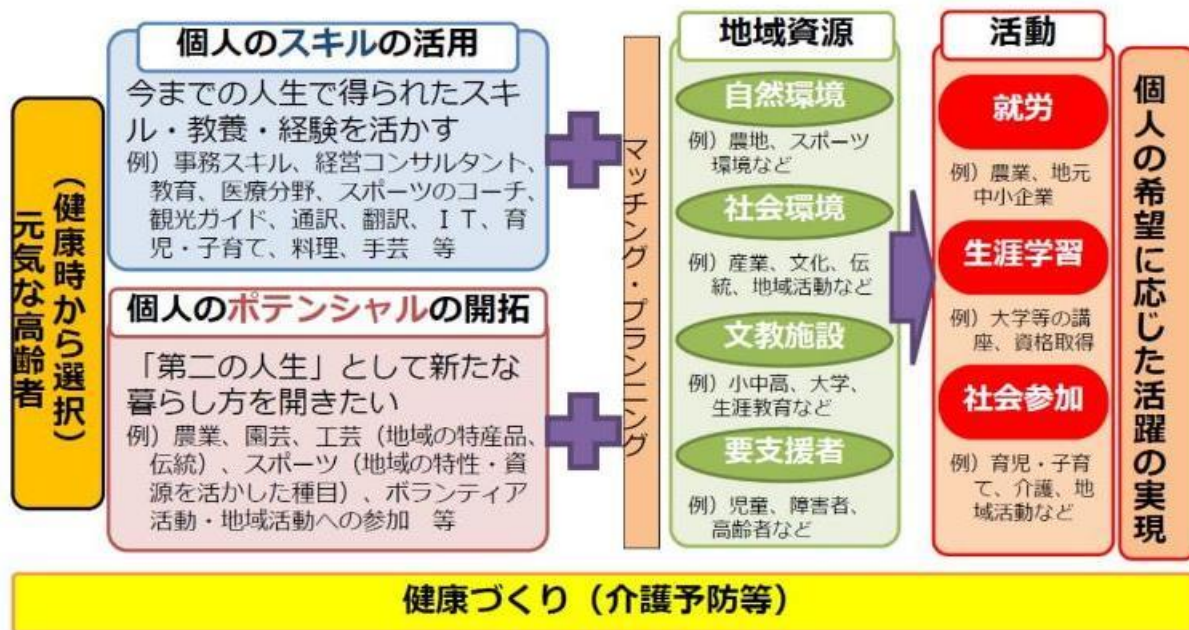 元気な高齢者
（健康時から選択）
個人のスキルの活用
今までの人生で得られたスキ
ル・教養・経験を活かす
例）事務スキル、経営コンサルタント、
教育、医療分野、スポーツのコーチ、
観光ガイド、通訳、翻訳、ＩＴ、育
児・子育て、料理、手芸　等
個人のポテンシャルの開拓
「第二の人生」として新たな
暮らし方を開きたい
例）農業、園芸、工芸（地域の特産品、
伝統）、スポーツ（地域の特性・資
源を活かした種目）、ボランティア
活動・地域活動への参加　等
マッチング・プランニング
地域資源
自然環境
例）農地、スポーツ
環境など
社会環境
例）産業、文化、伝
統、地域活動など
文教施設
例）小中高、大学、
生涯教育など
要支援者
例）児童、障害者、
高齢者など
活動
就労
例）農業、地元
中小企業
生涯学習
例）大学等の講
座、資格取得
社会参加
例）育児・子育
て、介護、地
域活動など
個人の希望に応じた活躍の実現
健康づくり（介護予防等）